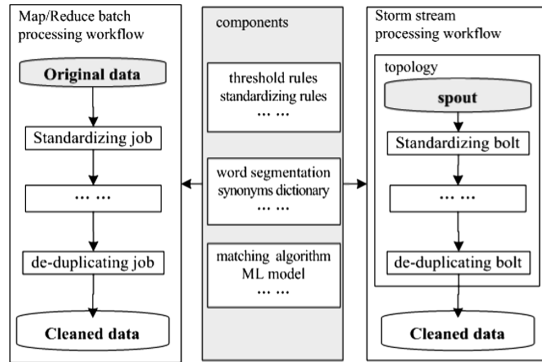 Map/Reduce batch
processing workflow
Original data
Standardizing job
... ...
de-duplicating job
Cleaned data
components
threshold rules
standardizing rules
... ...
word segmentation
synonyms dictionary
... ...
matching algorithm
ML model
... ...
Storm stream
processing workflow
topology
spout
Standardizing bolt
... ...
de-duplicating bolt
Cleaned data